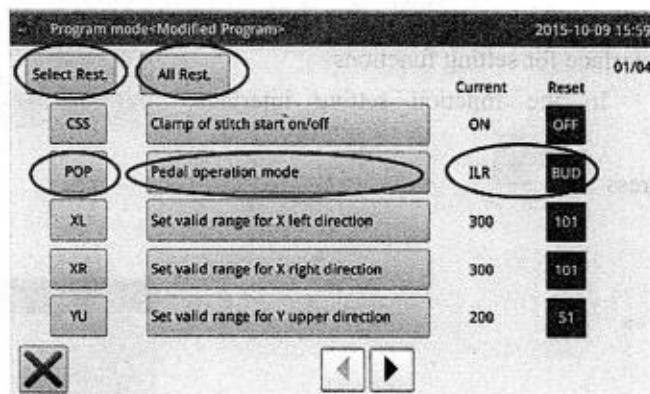 Program mode<Modified Program> 2015-10-09 15:59
Select Rest. All Rest. 01/04
Current Reset
CSS Clamp of stitch start on/off ON OFF
POP Pedal operation mode ILR BUD
XL Set valid range for X left direction 300 101
XR Set valid range for X right direction 300 101
YU Set valid range for Y upper direction 200 51